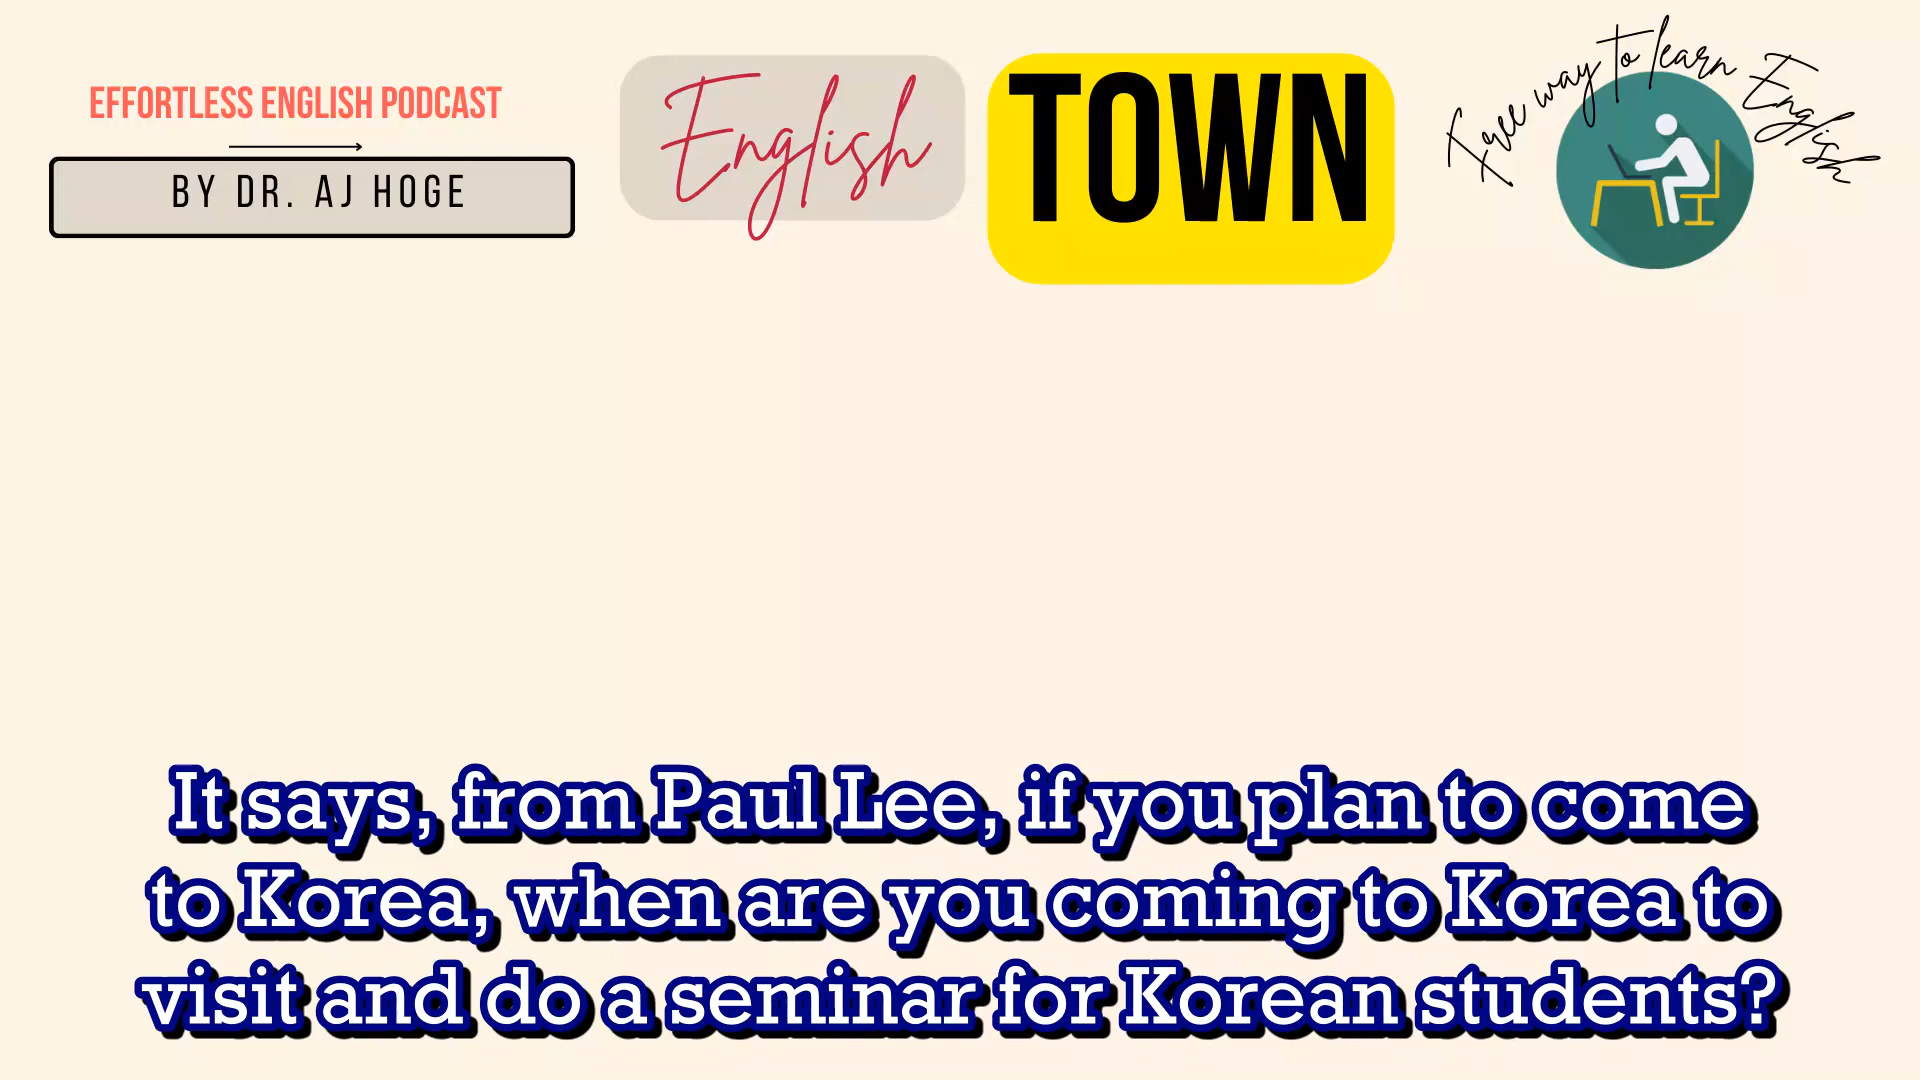 EFFORTLESS ENGLISH PODCAST
BY DR. AJ HOGE
English
TOWN
Free way to learn English
It says, from Paul Lee, if you plan to come
to Korea, when are you coming to Korea to
visit and do a seminar for Korean students?